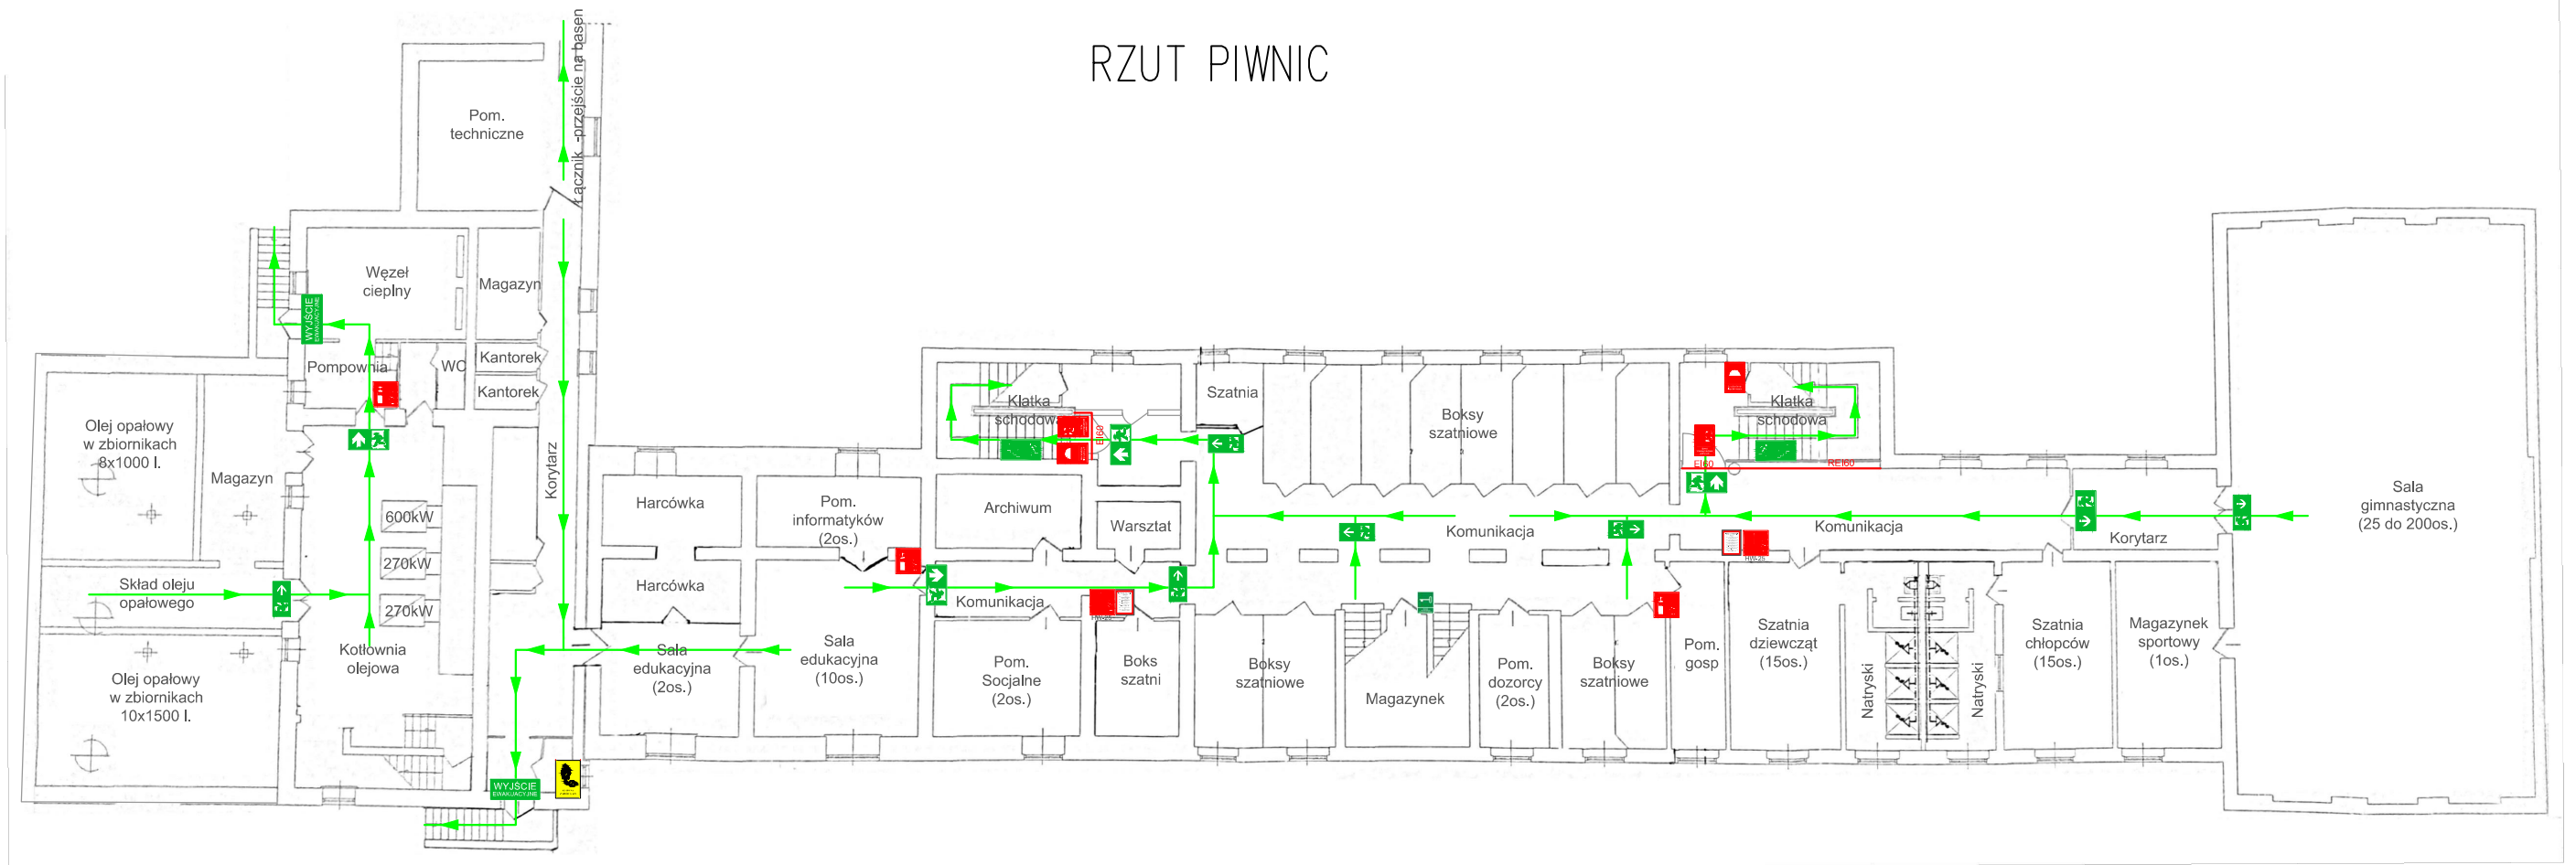 RZUT PIWNIC
Łącznik -przejście na basen
Pom.
techniczne
Węzeł
cieplny
Magazyn
WYJŚCIE
EWAKUACYJNE
Pompownia
WC
Kantorek
Kantorek
Olej opałowy
w zbiornikach
8x1000 l.
Magazyn
Korytarz
600kW
270kW
270kW
Skład oleju
opałowego
Kotłownia
olejowa
Olej opałowy
w zbiornikach
10x1500 l.
WYJŚCIE
EWAKUACYJNE
Harcówka
Harcówka
Sala
edukacyjna
(2os.)
Pom.
informatyków
(2os.)
Sala
edukacyjna
(10os.)
Klatka
schodowa
EI60
Archiwum
Warsztat
Komunikacja
HW-25
Pom.
Socjalne
(2os.)
Boks
szatni
Szatnia
Boksy
szatniowe
Komunikacja
Boksy
szatniowe
Magazynek
Pom.
dozorcy
(2os.)
Boksy
szatniowe
Klatka
schodowa
EI60
REI60
Komunikacja
HW-25
Korytarz
Pom.
gosp
Szatnia
dziewcząt
(15os.)
Natryski
Natryski
Szatnia
chłopców
(15os.)
Magazynek
sportowy
(1os.)
Sala
gimnastyczna
(25 do 200os.)